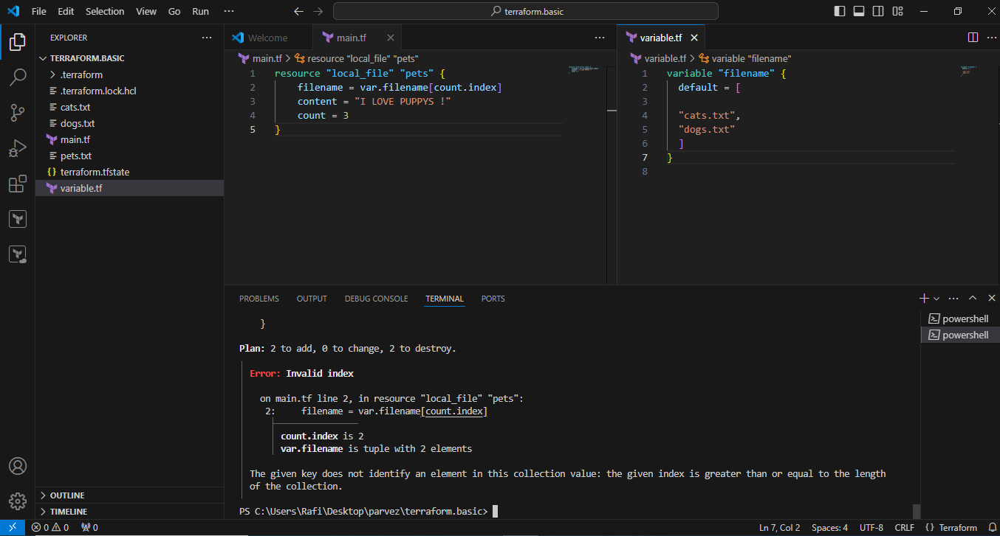 File Edit Selection View Go Run ··· terraform.basic
EXPLORER ···
TERRAFORM.BASIC
.terraform
.terraform.lock.hcl
cats.txt
dogs.txt
main.tf
pets.txt
{} terraform.tfstate
variable.tf
OUTLINE
TIMELINE
Welcome main.tf ···
main.tf > resource "local_file" "pets"
1 resource "local_file" "pets" {
2 filename = var.filename[count.index]
3 content = "I LOVE PUPPYS !"
4 count = 3
5 }
variable.tf ···
variable.tf > variable "filename"
1 variable "filename" {
2 default = [
3
4 "cats.txt",
5 "dogs.txt"
6 ]
7 }
8
PROBLEMS OUTPUT DEBUG CONSOLE TERMINAL PORTS ···
}
Plan: 2 to add, 0 to change, 2 to destroy.
Error: Invalid index
on main.tf line 2, in resource "local_file" "pets":
2: filename = var.filename[count.index]
count.index is 2
var.filename is tuple with 2 elements
The given key does not identify an element in this collection value: the given index is greater than or equal to the length
of the collection.
PS C:\Users\Rafi\Desktop\parvez\terraform.basic>
powershell
powershell
0 0 0 Ln 7, Col 2 Spaces: 4 UTF-8 CRLF {} Terraform